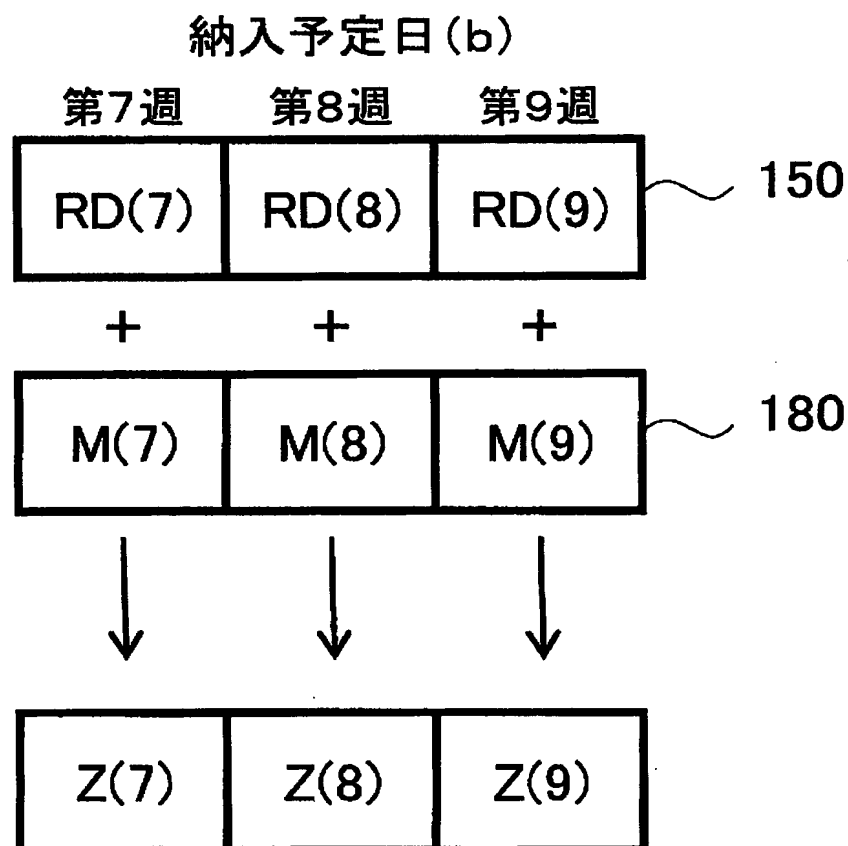 納入予定日(b)
第7週 第8週 第9週
RD(7) RD(8) RD(9) 150
+ + +
M(7) M(8) M(9) 180
Z(7) Z(8) Z(9)